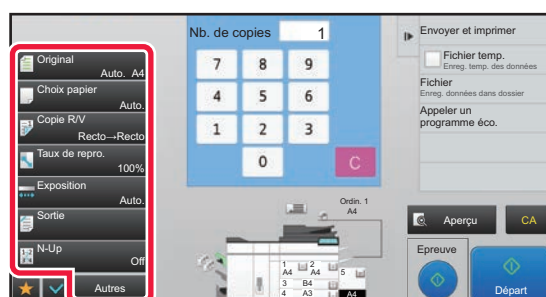 Nb. de copies 1
Original
Auto. A4
Choix papier
Auto.
Copie R/V
Recto→Recto
Taux de repro.
100%
Exposition
Auto.
Sortie
N-Up
Off
Autres
7 8 9
4 5 6
1 2 3
0 C
Ordin. 1
A4
1 A4
2 A4
3 B4
4 A3
5
A4
Envoyer et imprimer
Fichier temp.
Enreg. temp. des données
Fichier
Enreg. données dans dossier
Appeler un
programme éco.
Aperçu
CA
Epreuve
Départ